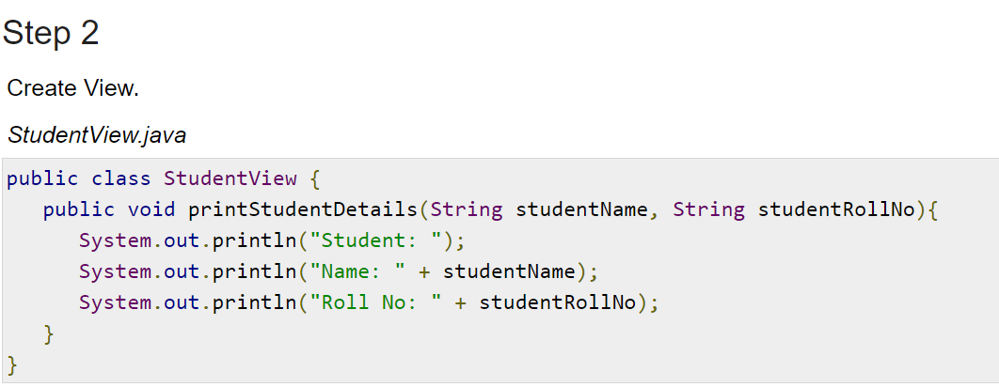 Step 2
Create View.
StudentView.java
public class StudentView {
   public void printStudentDetails(String studentName, String studentRollNo){
      System.out.println("Student: ");
      System.out.println("Name: " + studentName);
      System.out.println("Roll No: " + studentRollNo);
   }
}